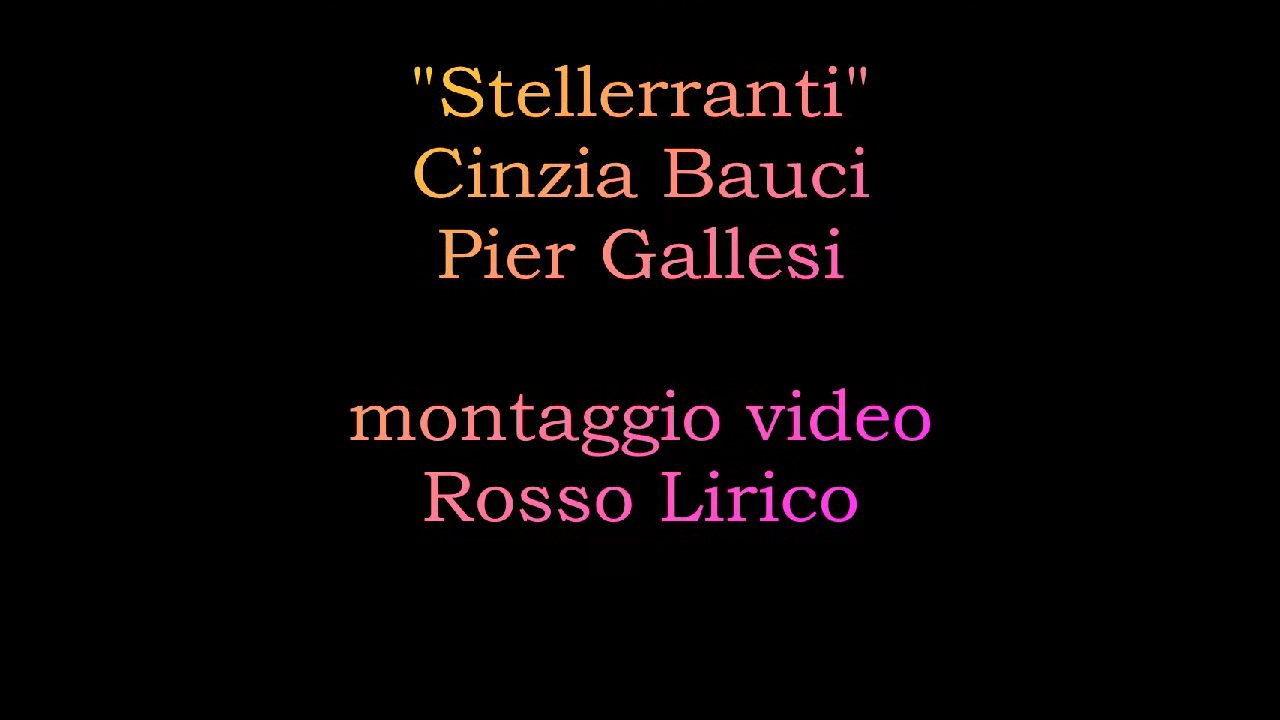 "Stellerranti"
Cinzia Bauci
Pier Gallesi
montaggio video
Rosso Lirico